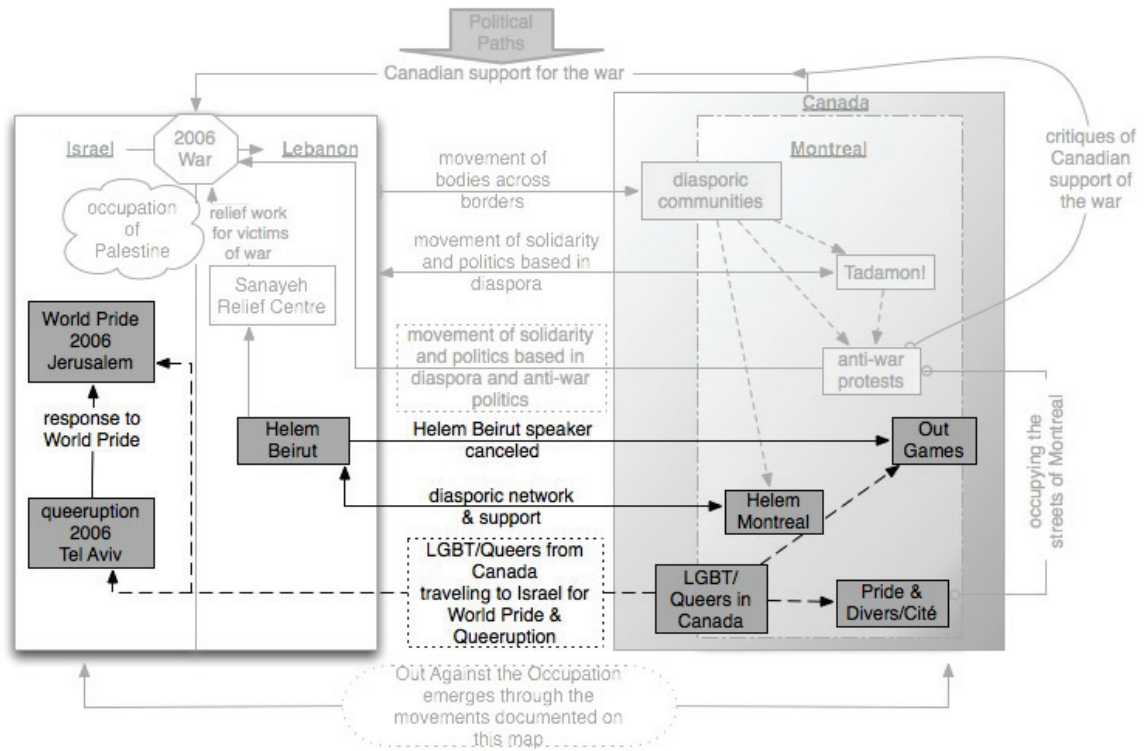 Political
Paths
Canadian support for the war
Canada
Israel
2006
War
Lebanon
Montreal
movement of
bodies across
borders
diasporic
communities
critiques of
Canadian
support of
the war
occupation
of
Palestine
relief work
for victims
of war
movement of solidarity
and politics based in
diaspora
Tadamon!
Sanayeh
Relief Centre
World Pride
2006
Jerusalem
movement of solidarity
and politics based in
diaspora and anti-war
politics
anti-war
protests
response to
World Pride
Helem
Beirut
Helem Beirut speaker
canceled
Out
Games
occupying the
streets of Montreal
diasporic network
& support
Helem
Montreal
queeruption
2006
Tel Aviv
LGBT/Queers from
Canada
traveling to Israel for
World Pride &
Queeruption
LGBT/
Queers in
Canada
Pride &
Divers/Cité
Out Against the Occupation
emerges through the
movements documented on
this map